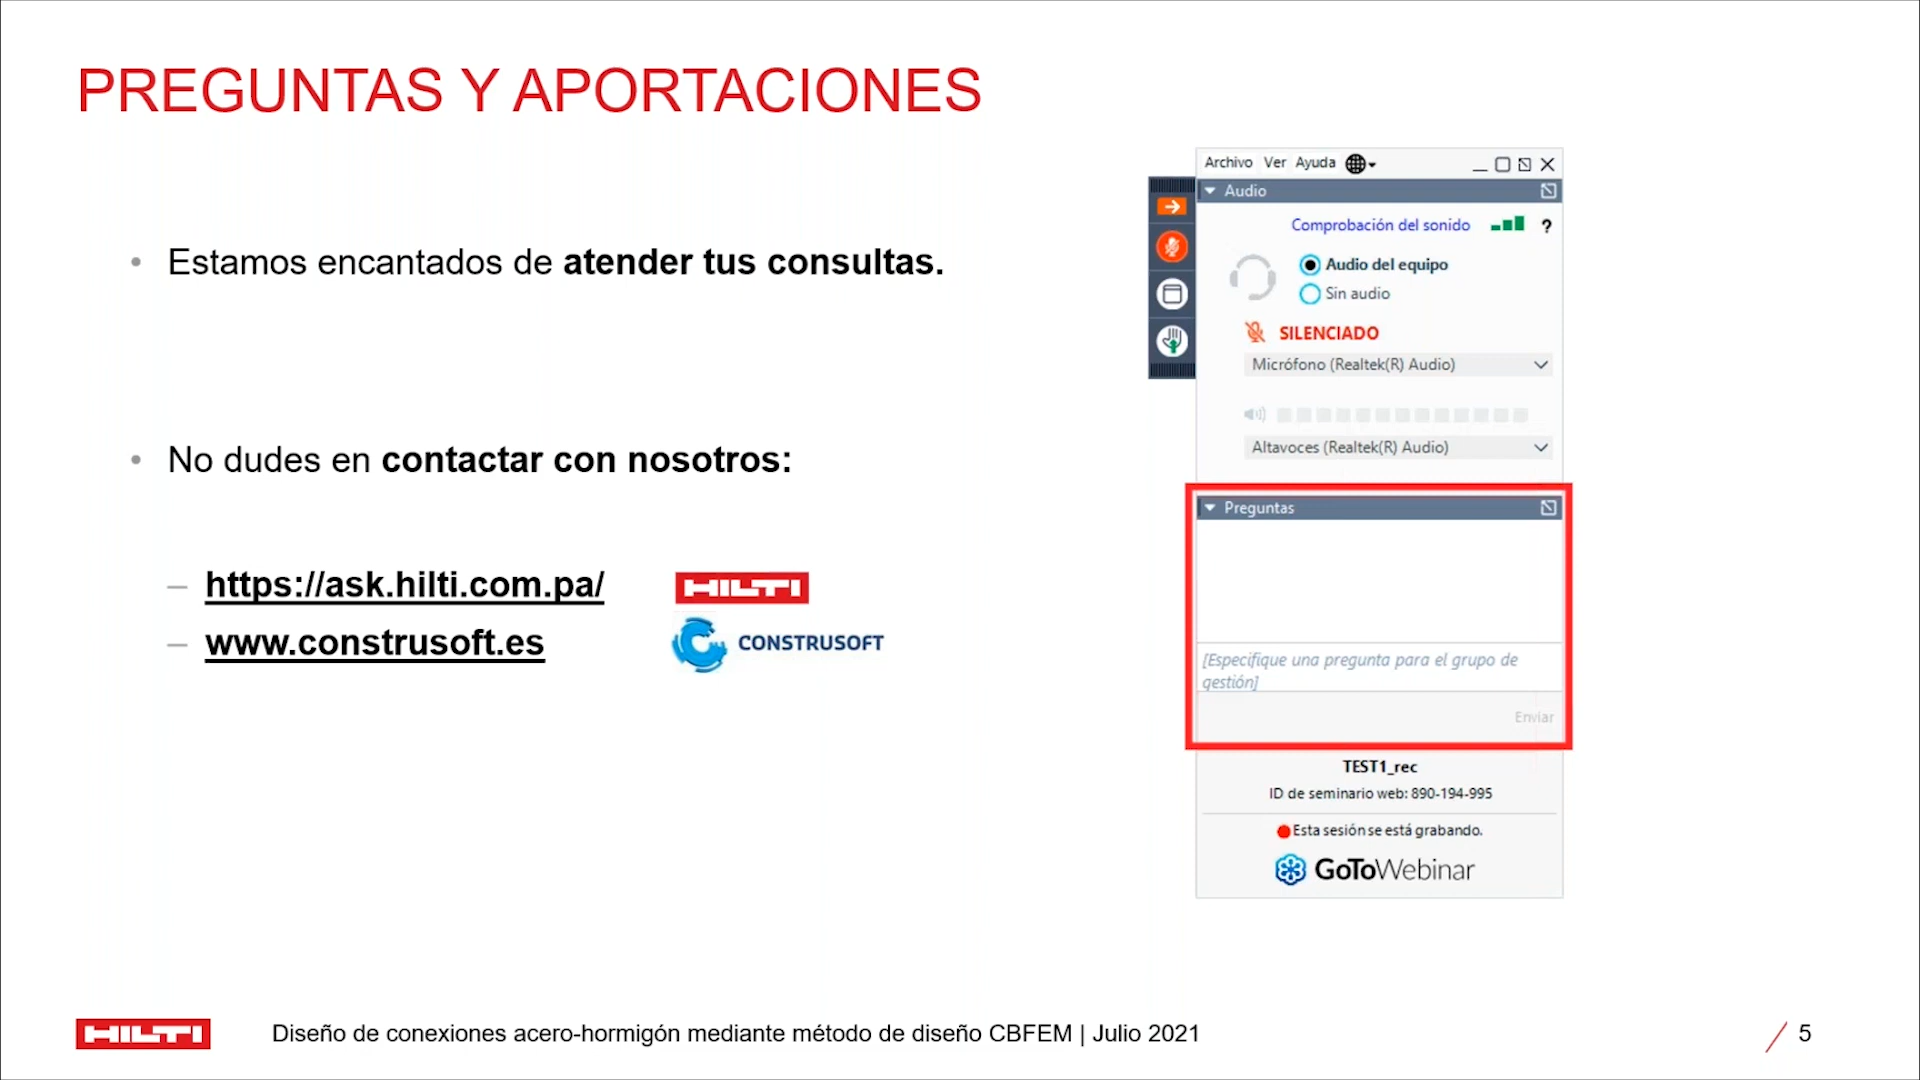 PREGUNTAS Y APORTACIONES
• Estamos encantados de atender tus consultas.
• No dudes en contactar con nosotros:
– https://ask.hilti.com.pa/
HILTI
– www.construsoft.es
CONSTRUSOFT
Archivo Ver Ayuda
Audio
Comprobación del sonido ?
Audio del equipo
Sin audio
SILENCIADO
Micrófono (Realtek(R) Audio)
Altavoces (Realtek(R) Audio)
Preguntas
[Especifique una pregunta para el grupo de
gestión]
Enviar
TEST1_rec
ID de seminario web: 890-194-995
Esta sesión se está grabando.
GoToWebinar
HILTI
Diseño de conexiones acero-hormigón mediante método de diseño CBFEM | Julio 2021
5